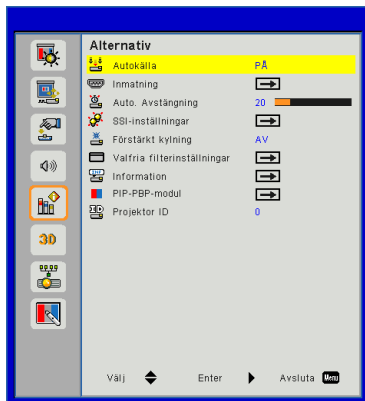 Alternativ
Autokälla PÅ
Inmatning
Auto. Avstängning 20
SSI-inställningar
Förstärkt kylning AV
Valfria filterinställningar
Information
PIP-PBP-modul
Projektor ID 0
3D
Välj Enter Avsluta Menu